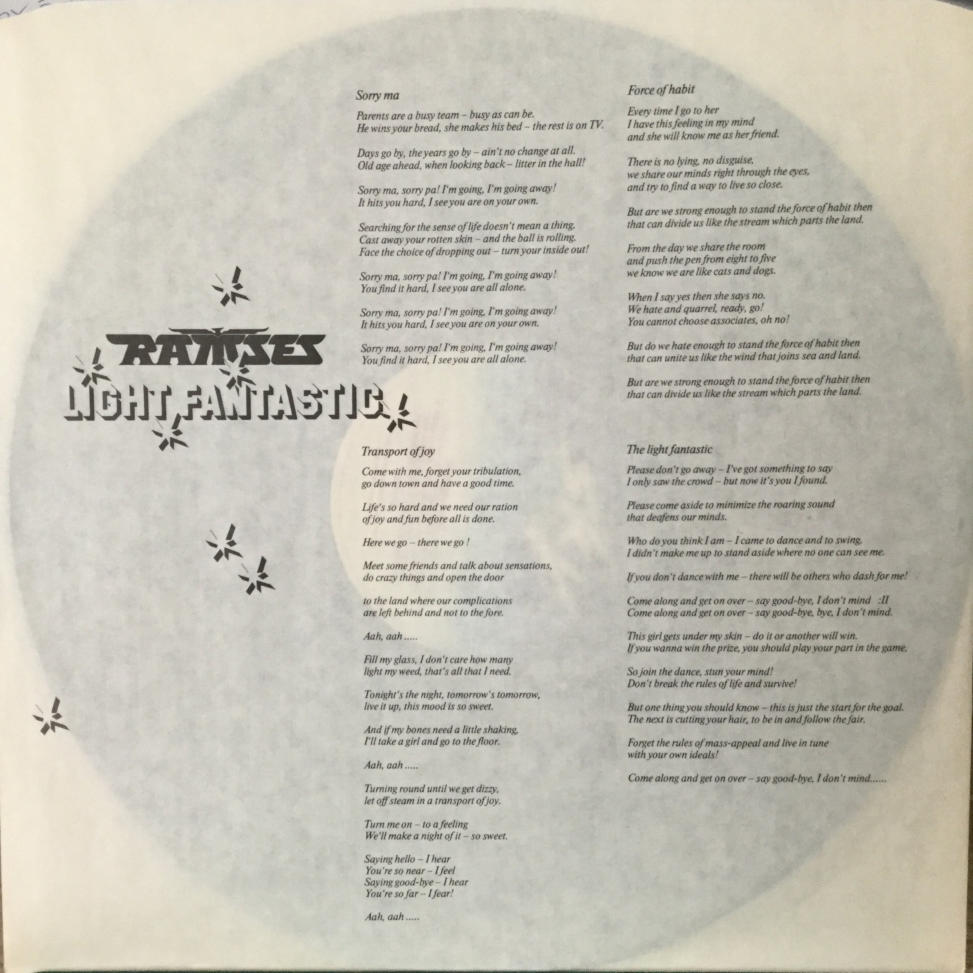 RAMSES
LIGHT FANTASTIC
Sorry ma
Parents are a busy team – busy as can be.
He wins your bread, she makes his bed – the rest is on TV.
Days go by, the years go by – ain't no change at all.
Old age ahead, when looking back – litter in the hall!
Sorry ma, sorry pa! I'm going, I'm going away!
It hits you hard, I see you are on your own.
Searching for the sense of life doesn't mean a thing.
Cast away your rotten skin – and the ball is rolling.
Face the choice of dropping out – turn your inside out!
Sorry ma, sorry pa! I'm going, I'm going away!
You find it hard, I see you are all alone.
Sorry ma, sorry pa! I'm going, I'm going away!
It hits you hard, I see you are on your own.
Sorry ma, sorry pa! I'm going, I'm going away!
You find it hard, I see you are all alone.
Transport of joy
Come with me, forget your tribulation,
go down town and have a good time.
Life's so hard and we need our ration
of joy and fun before all is done.
Here we go – there we go !
Meet some friends and talk about sensations,
do crazy things and open the door
to the land where our complications
are left behind and not to the fore.
Aah, aah .....
Fill my glass, I don't care how many
light my weed, that's all that I need.
Tonight's the night, tomorrow's tomorrow,
live it up, this mood is so sweet.
And if my bones need a little shaking,
I'll take a girl and go to the floor.
Aah, aah .....
Turning round until we get dizzy,
let off steam in a transport of joy.
Turn me on – to a feeling
We'll make a night of it – so sweet.
Saying hello – I hear
You're so near – I feel
Saying good-bye – I hear
You're so far – I fear!
Aah, aah .....
Force of habit
Every time I go to her
I have this feeling in my mind
and she will know me as her friend.
There is no lying, no disguise,
we share our minds right through the eyes,
and try to find a way to live so close.
But are we strong enough to stand the force of habit then
that can divide us like the stream which parts the land.
From the day we share the room
and push the pen from eight to five
we know we are like cats and dogs.
When I say yes then she says no.
We hate and quarrel, ready, go!
You cannot choose associates, oh no!
But do we hate enough to stand the force of habit then
that can unite us like the wind that joins sea and land.
But are we strong enough to stand the force of habit then
that can divide us like the stream which parts the land.
The light fantastic
Please don't go away – I've got something to say
I only saw the crowd – but now it's you I found.
Please come aside to minimize the roaring sound
that deafens our minds.
Who do you think I am – I came to dance and to swing.
I didn't make me up to stand aside where no one can see me.
If you don't dance with me – there will be others who dash for me!
Come along and get on over – say good-bye, I don't mind :II
Come along and get on over – say good-bye, bye, I don't mind.
This girl gets under my skin – do it or another will win.
If you wanna win the prize, you should play your part in the game.
So join the dance, stun your mind!
Don't break the rules of life and survive!
But one thing you should know – this is just the start for the goal.
The next is cutting your hair, to be in and follow the fair.
Forget the rules of mass-appeal and live in tune
with your own ideals!
Come along and get on over – say good-bye, I don't mind......